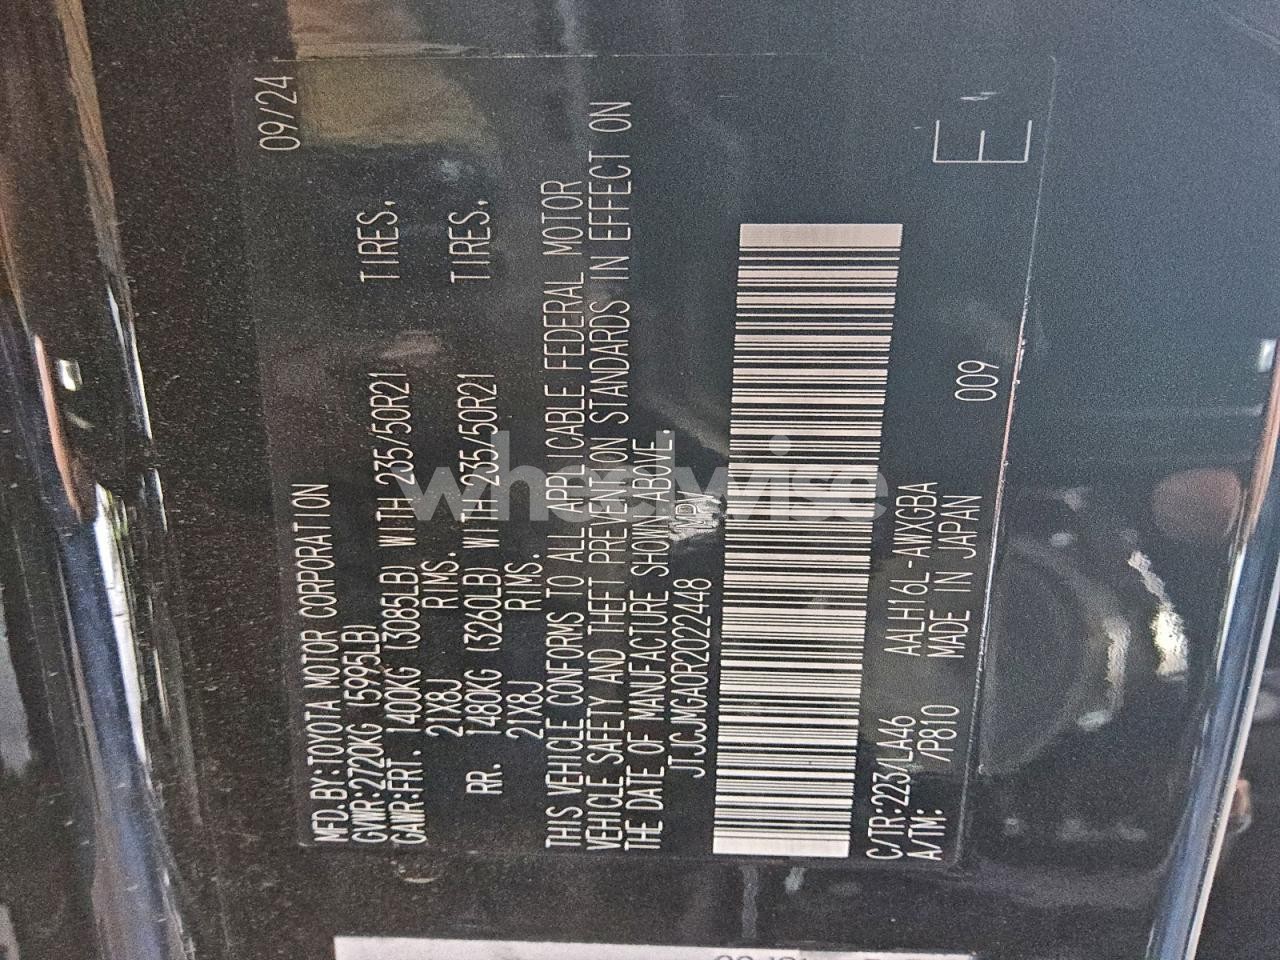 09/24
MFD.BY:TOYOTA MOTOR CORPORATION
GVWR:2720KG (5995LB)
GAWR:FRT. 1400KG (3085LB) WITH 235/50R21 TIRES.
21X8J RIMS.
RR. 1480KG (3260LB) WITH 235/50R21 TIRES.
21X8J RIMS.
THIS VEHICLE CONFORMS TO ALL APPLICABLE FEDERAL MOTOR
VEHICLE SAFETY AND THEFT PREVENTION STANDARDS IN EFFECT ON
THE DATE OF MANUFACTURE SHOWN ABOVE.
JTJCJMGA0R2022448 MPV
C/TR:223/LA46 AALH16L-AWXGBA
A/TM: /P810 MADE IN JAPAN
009
E
wheelwise